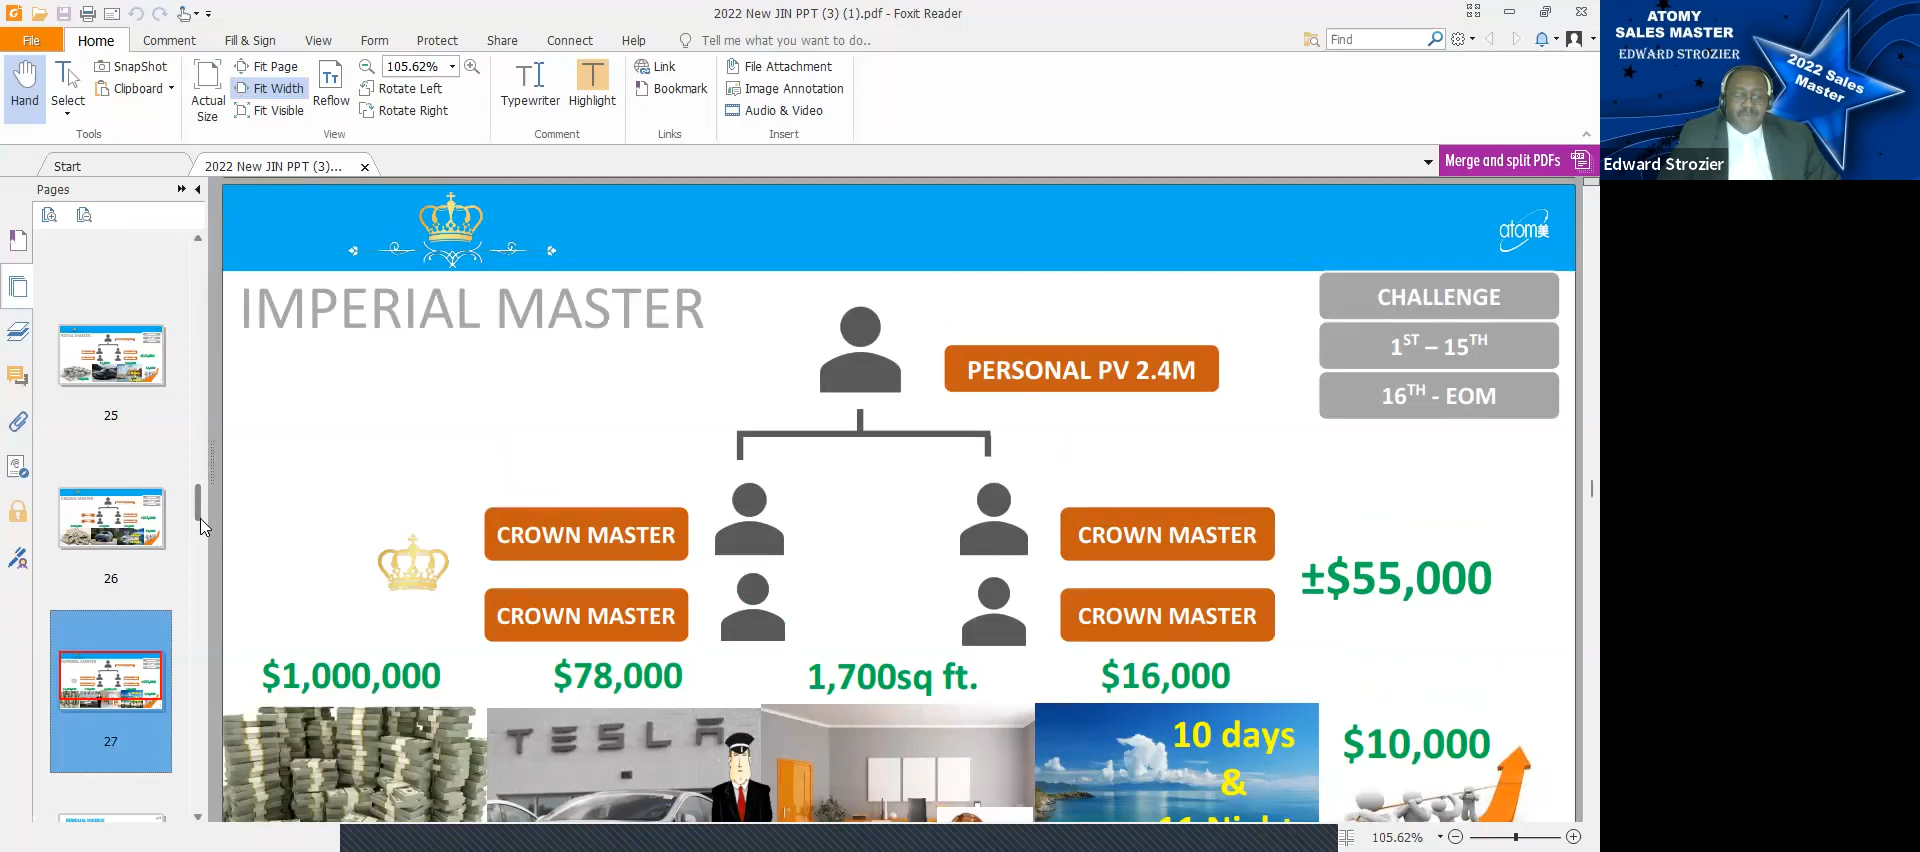 2022 New JIN PPT (3) (1).pdf - Foxit Reader
File Home Comment Fill & Sign View Form Protect Share Connect Help Tell me what you want to do.. Find
Hand
Select
SnapShot
Clipboard
Tools
Actual Size
Fit Page
Fit Width
Fit Visible
Reflow
105.62%
Rotate Left
Rotate Right
View
Typewriter
Highlight
Comment
Link
Bookmark
Links
File Attachment
Image Annotation
Audio & Video
Insert
Start
2022 New JIN PPT (3)...
Merge and split PDFs
Pages
25
26
27
atom美
IMPERIAL MASTER
CHALLENGE
1ST – 15TH
16TH - EOM
PERSONAL PV 2.4M
CROWN MASTER
CROWN MASTER
CROWN MASTER
CROWN MASTER
±$55,000
$1,000,000
$78,000
1,700sq ft.
$16,000
TESLA
10 days
&
$10,000
105.62%
ATOMY
SALES MASTER
EDWARD STROZIER
2022 Sales
Master
Edward Strozier